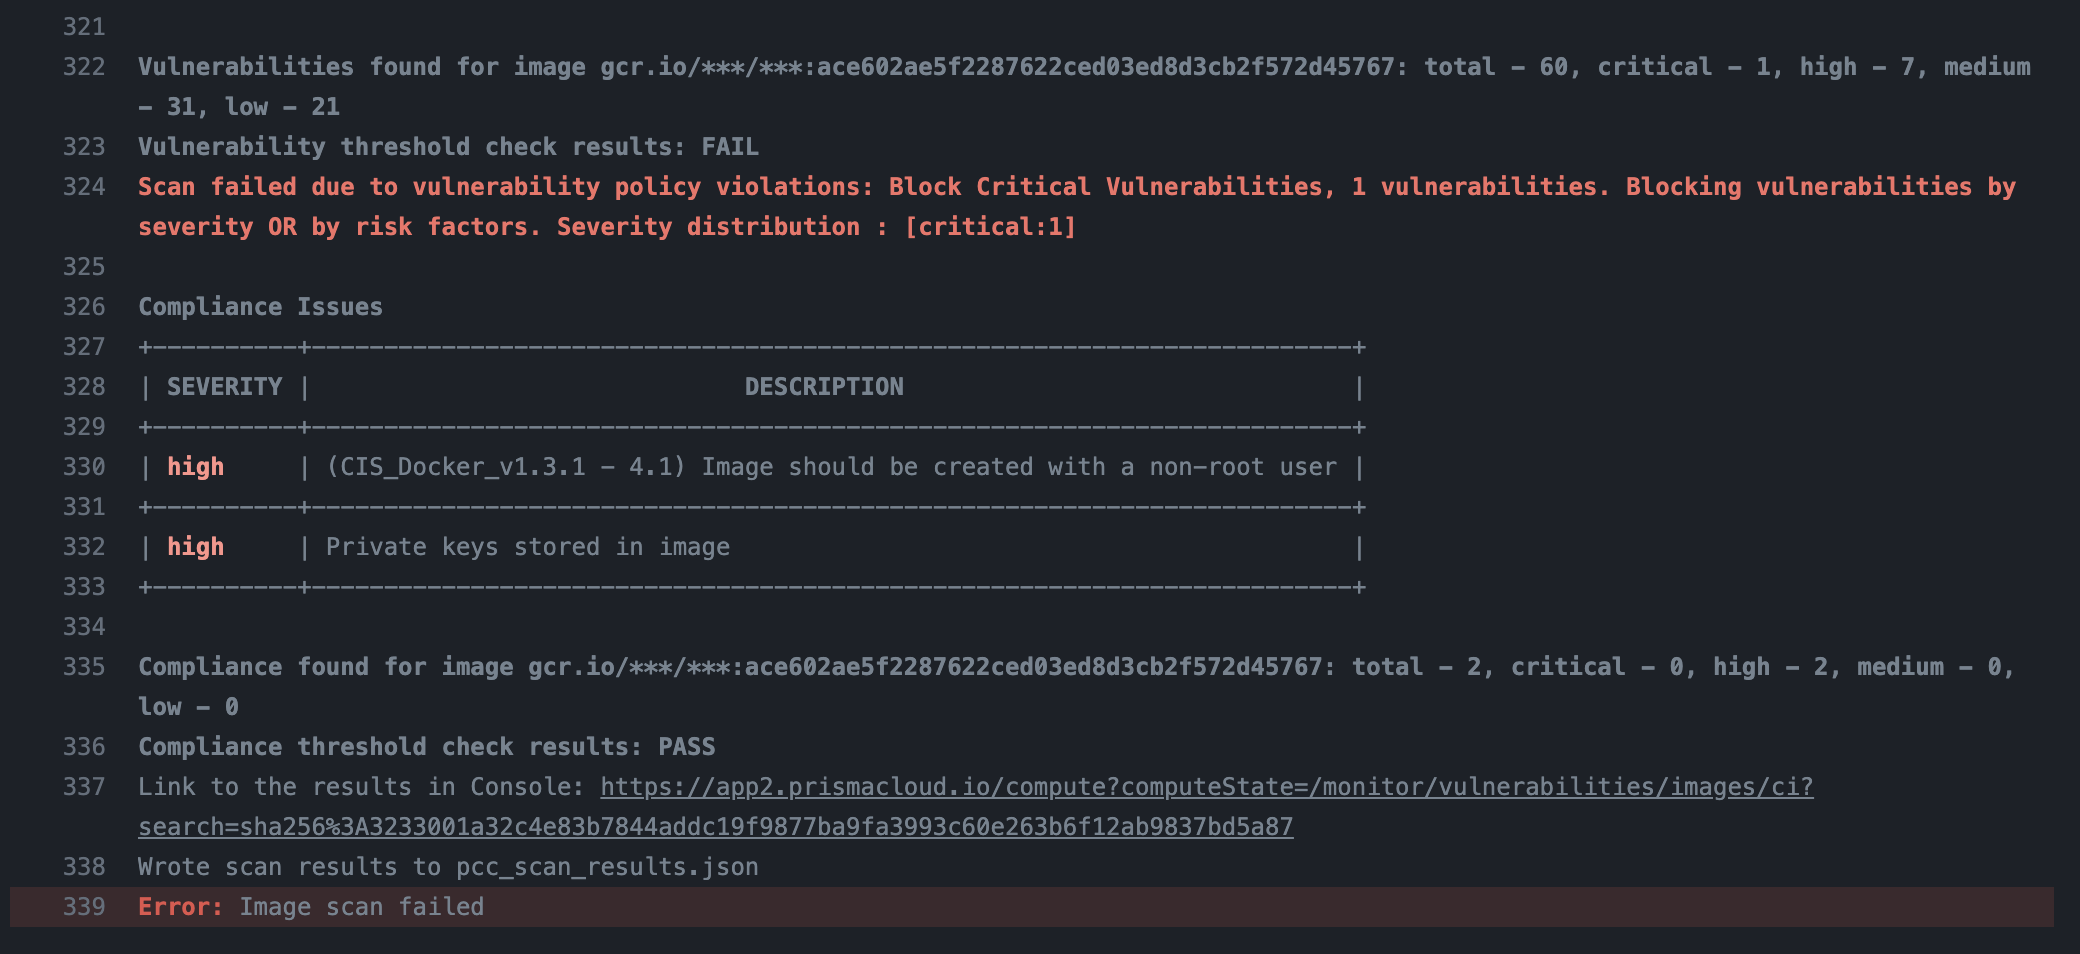 321
322 Vulnerabilities found for image gcr.io/***/***:ace602ae5f2287622ced03ed8d3cb2f572d45767: total - 60, critical - 1, high - 7, medium
- 31, low - 21
323 Vulnerability threshold check results: FAIL
324 Scan failed due to vulnerability policy violations: Block Critical Vulnerabilities, 1 vulnerabilities. Blocking vulnerabilities by
severity OR by risk factors. Severity distribution : [critical:1]
325
326 Compliance Issues
327 +----------+------------------------------------------------------------------------+
328 | SEVERITY |                              DESCRIPTION                               |
329 +----------+------------------------------------------------------------------------+
330 | high     | (CIS_Docker_v1.3.1 - 4.1) Image should be created with a non-root user |
331 +----------+------------------------------------------------------------------------+
332 | high     | Private keys stored in image                                           |
333 +----------+------------------------------------------------------------------------+
334
335 Compliance found for image gcr.io/***/***:ace602ae5f2287622ced03ed8d3cb2f572d45767: total - 2, critical - 0, high - 2, medium - 0,
low - 0
336 Compliance threshold check results: PASS
337 Link to the results in Console: https://app2.prismacloud.io/compute?computeState=/monitor/vulnerabilities/images/ci?
search=sha256%3A3233001a32c4e83b7844addc19f9877ba9fa3993c60e263b6f12ab9837bd5a87
338 Wrote scan results to pcc_scan_results.json
339 Error: Image scan failed